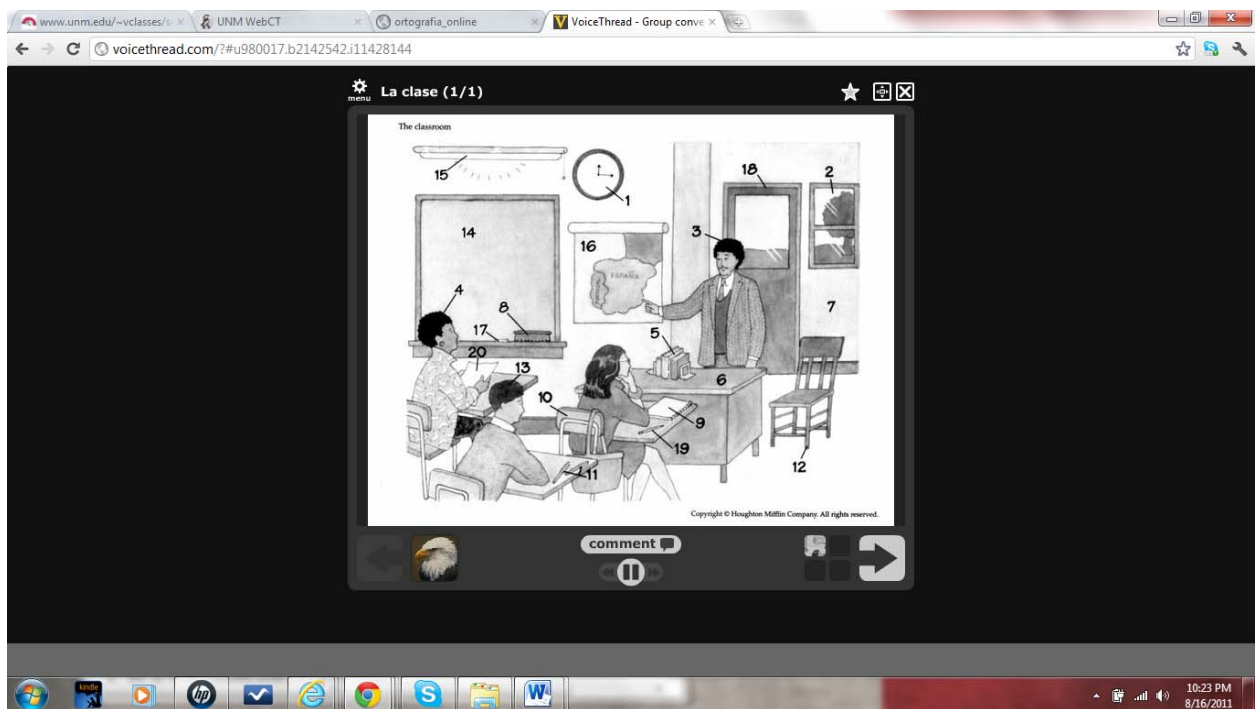 www.unm.edu/~vclasses/s
UNM WebCT
ortografia_online
VoiceThread - Group conve
voicethread.com/?#u980017.b2142542.i11428144
menu
La clase (1/1)
The classroom
15
1
18
2
14
16
3
ESPAÑA
4
8
7
17
5
20
13
6
10
9
19
11
12
Copyright © Houghton Mifflin Company. All rights reserved.
comment
kindle
hp
S
W
10:23 PM
8/16/2011